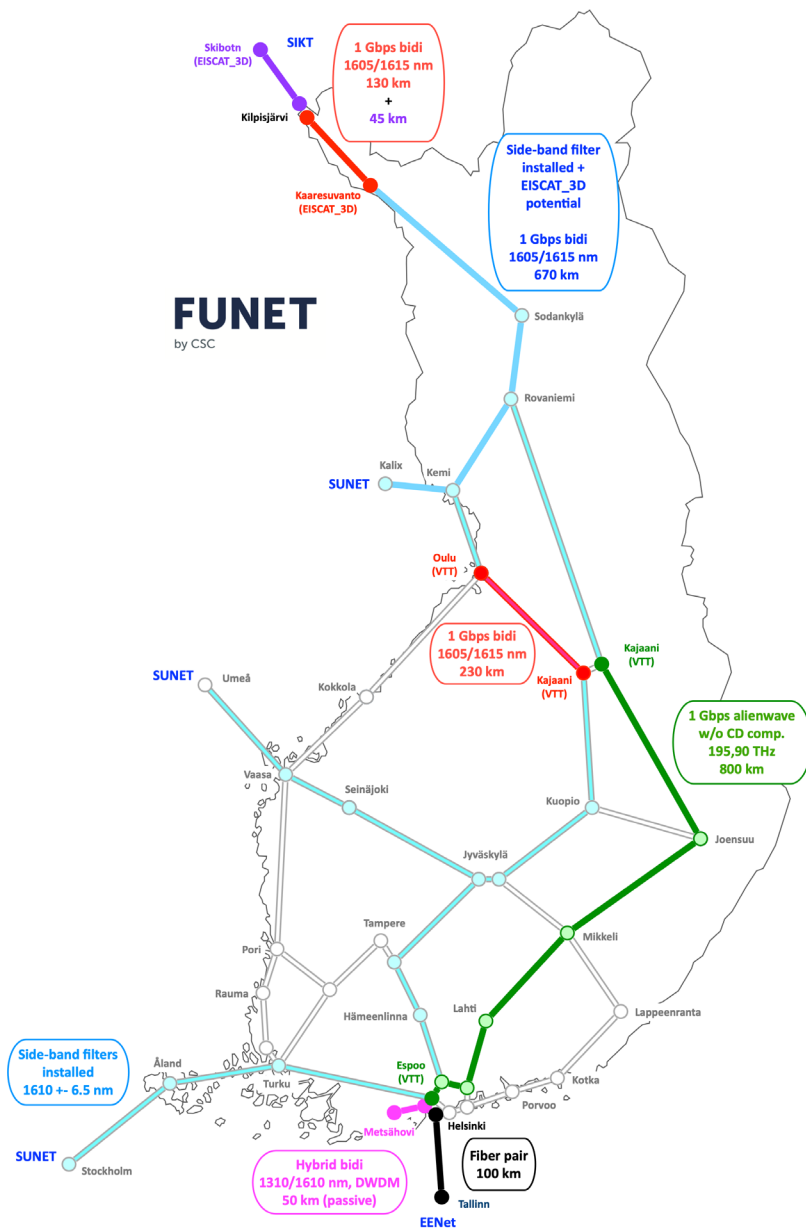 Skibotn
(EISCAT_3D)
SIKT
1 Gbps bidi
1605/1615 nm
130 km
+
45 km
Kilpisjärvi
Kaaresuvanto
(EISCAT_3D)
Side-band filter
installed +
EISCAT_3D
potential
1 Gbps bidi
1605/1615 nm
670 km
FUNET
by CSC
Sodankylä
Rovaniemi
Kalix
Kemi
SUNET
Oulu
(VTT)
1 Gbps bidi
1605/1615 nm
230 km
Kajaani
(VTT)
Kajaani
(VTT)
SUNET
Umeå
Kokkola
1 Gbps alienwave
w/o CD comp.
195,90 THz
800 km
Vaasa
Seinäjoki
Kuopio
Joensuu
Jyväskylä
Tampere
Mikkeli
Pori
Rauma
Hämeenlinna
Lahti
Lappeenranta
Side-band filters
installed
1610 +- 6.5 nm
Åland
Turku
Espoo
(VTT)
Kotka
Porvoo
Metsähovi
Helsinki
SUNET
Stockholm
Hybrid bidi
1310/1610 nm, DWDM
50 km (passive)
Fiber pair
100 km
Tallinn
EENet